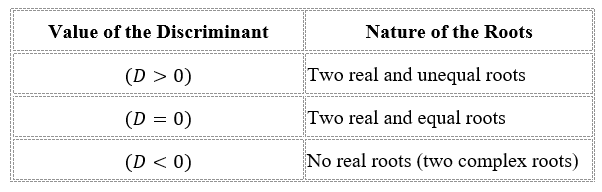 Value of the Discriminant Nature of the Roots
(D > 0) Two real and unequal roots
(D = 0) Two real and equal roots
(D < 0) No real roots (two complex roots)